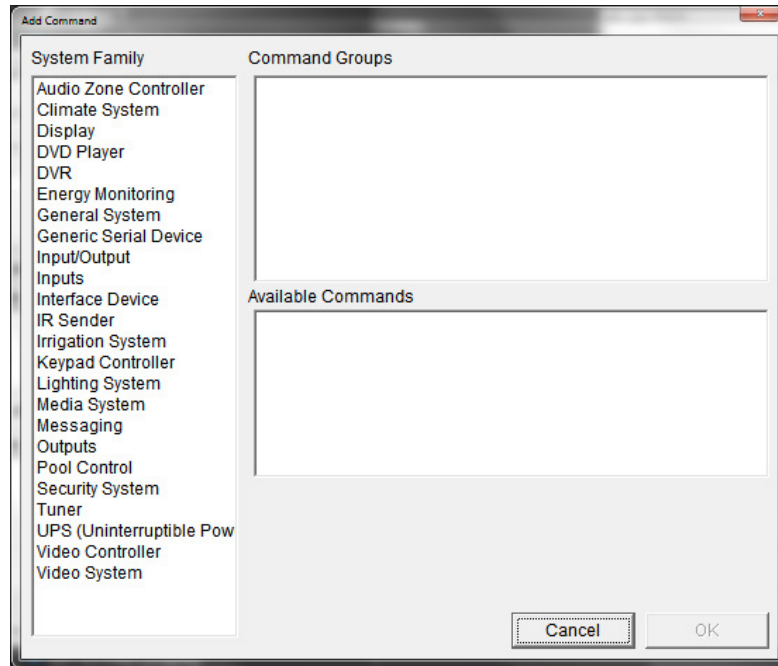 Add Command
System Family
Audio Zone Controller
Climate System
Display
DVD Player
DVR
Energy Monitoring
General System
Generic Serial Device
Input/Output
Inputs
Interface Device
IR Sender
Irrigation System
Keypad Controller
Lighting System
Media System
Messaging
Outputs
Pool Control
Security System
Tuner
UPS (Uninterruptible Pow
Video Controller
Video System
Command Groups
Available Commands
Cancel
OK